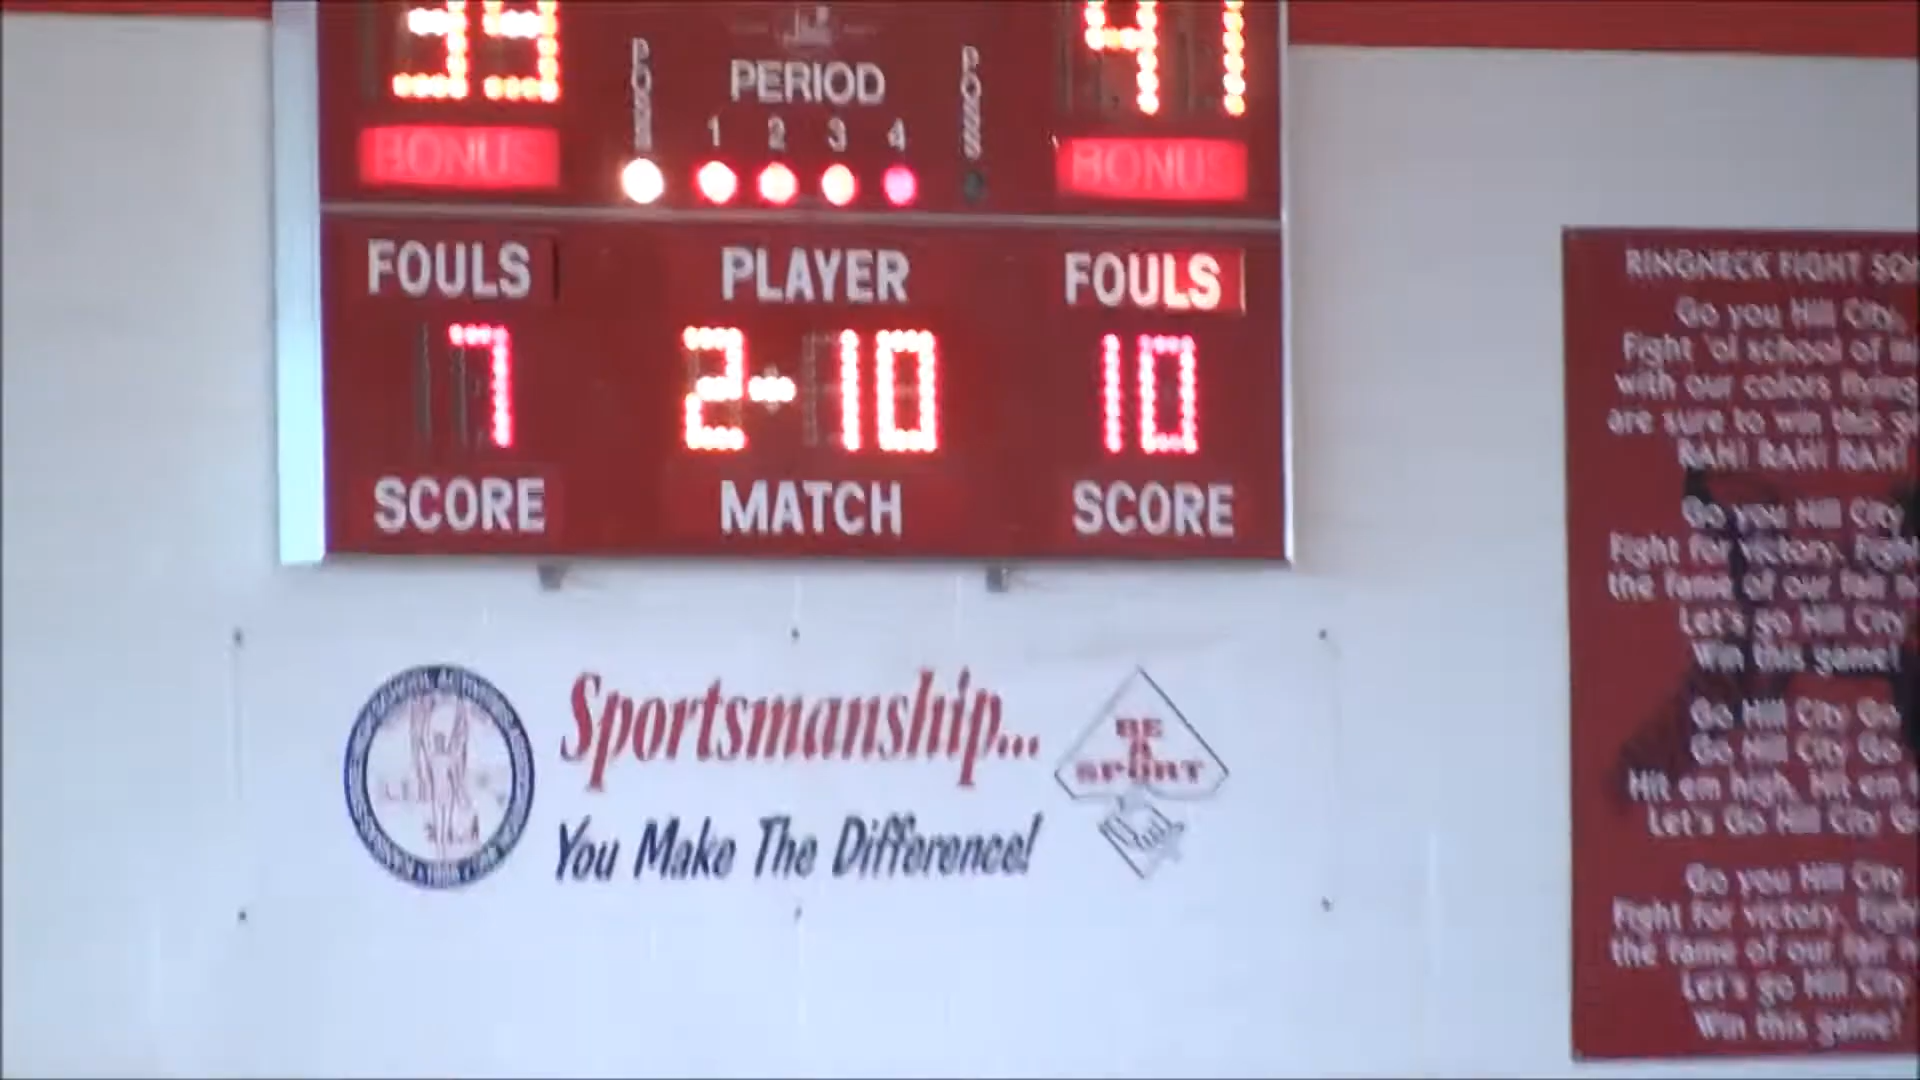 39
41
POSS
PERIOD
POSS
1 2 3 4
BONUS
BONUS
FOULS
PLAYER
FOULS
7
2-10
10
SCORE
MATCH
SCORE
Sportsmanship...
You Make The Difference!
BE
A
SPORT
RINGNECK FIGHT
Go you Hill City,
Fight 'ol school of
with our colors flying
are sure to win this
RAH! RAH! RAH!
Go you Hill City
Fight for victory. Fight
the fame of our fair
Let's go Hill City
Win this game!
Go Hill City Go
Go Hill City Go
Hit em high, Hit em
Let's Go Hill City
Go you Hill City
Fight for victory. Fight
the fame of our fair
Let's go Hill City
Win this game!